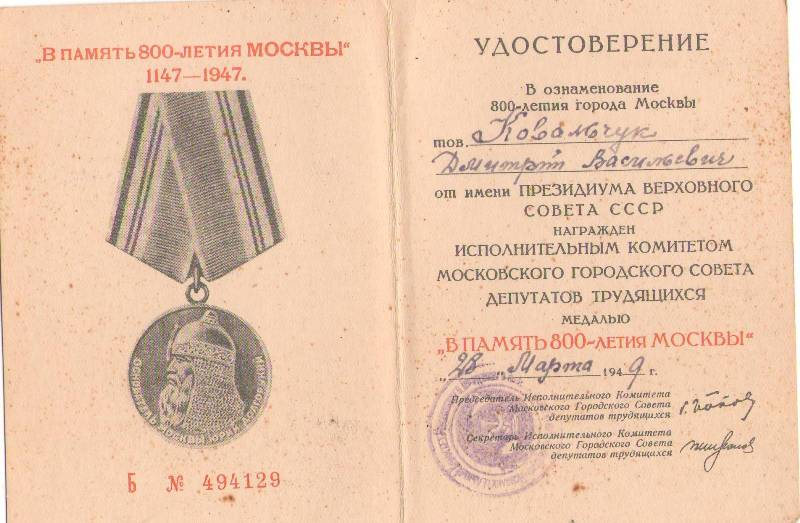 „В ПАМЯТЬ 800-ЛЕТИЯ МОСКВЫ“
1147—1947.
ОСНОВАТЕЛЬ МОСКВЫ ЮРИЙ ДОЛГОРУКИЙ
Б № 494129
УДОСТОВЕРЕНИЕ
В ознаменование
800-летия города Москвы
тов. Ковальчук
Дмитрий Васильевич
от имени ПРЕЗИДИУМА ВЕРХОВНОГО
СОВЕТА СССР
НАГРАЖДЕН
ИСПОЛНИТЕЛЬНЫМ КОМИТЕТОМ
МОСКОВСКОГО ГОРОДСКОГО СОВЕТА
ДЕПУТАТОВ ТРУДЯЩИХСЯ
МЕДАЛЬЮ
„В ПАМЯТЬ 800-ЛЕТИЯ МОСКВЫ“
„28„ Марта 1949 г.
Председатель Исполнительного Комитета
Московского Городского Совета
депутатов трудящихся
Секретарь Исполнительного Комитета
Московского Городского Совета
депутатов трудящихся